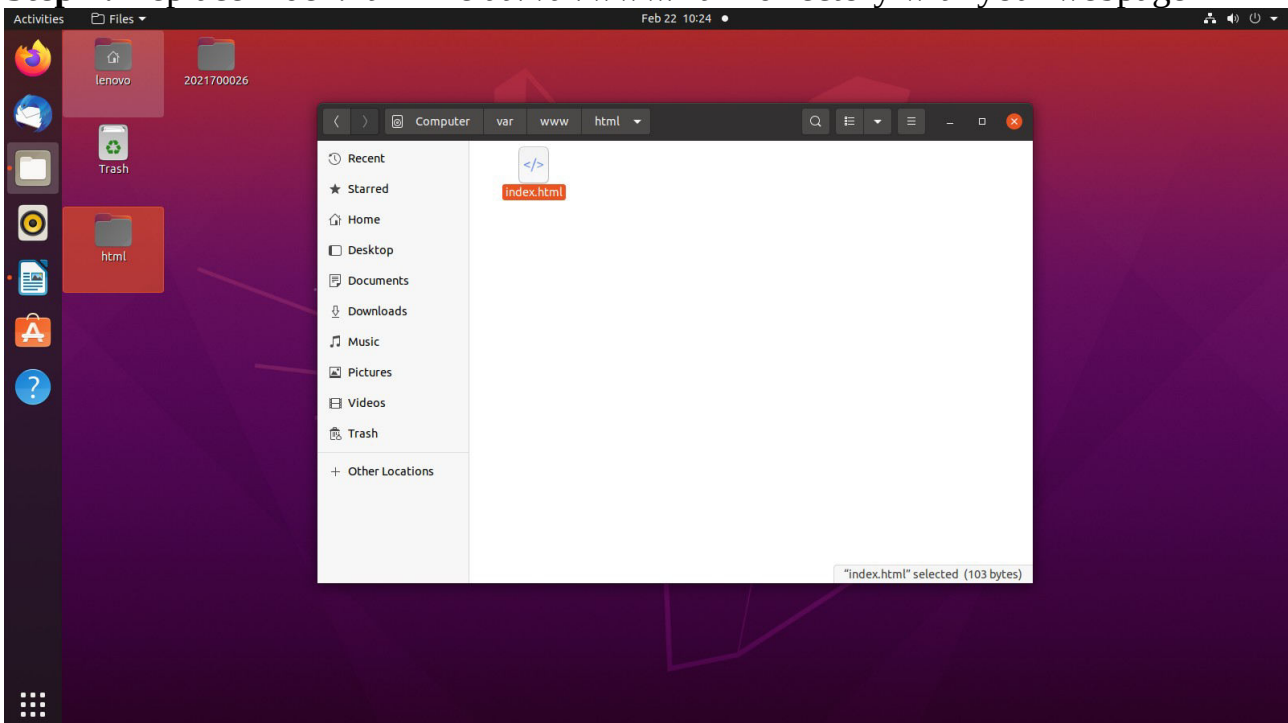 Activities Files Feb 22 10:24
lenovo 2021700026
Computer var www html
Recent
Trash
Starred
index.html
Home
Desktop
html
Documents
Downloads
Music
Pictures
Videos
Trash
Other Locations
"index.html" selected (103 bytes)